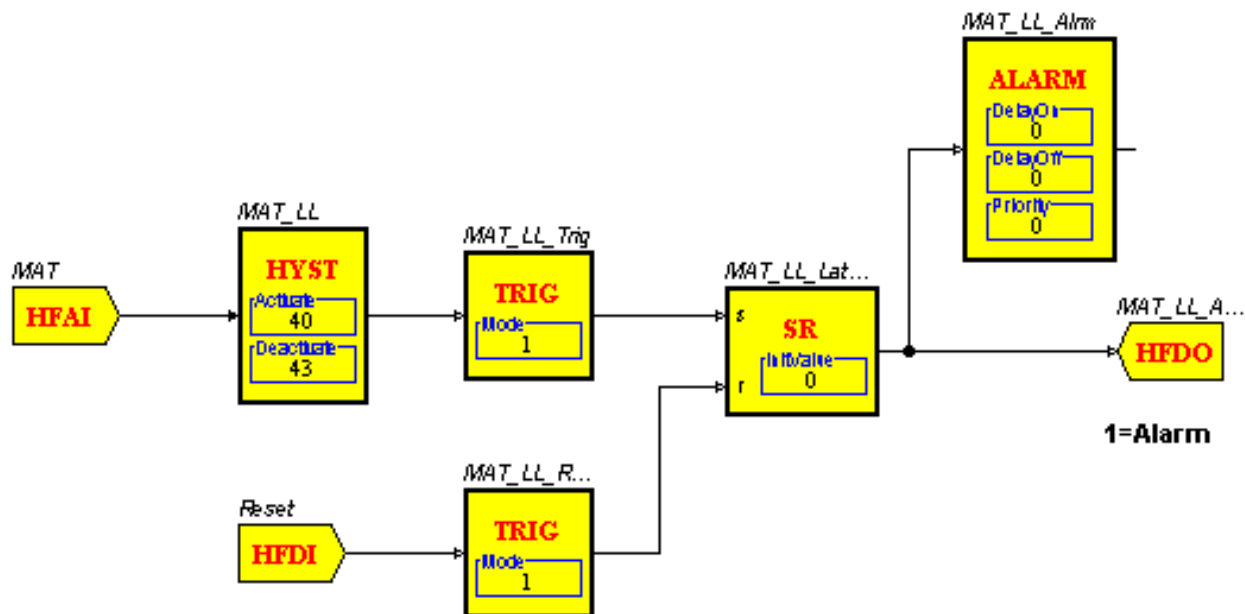 MAT_LL_Alrm
ALARM
DelayOn
0
DelayOff
0
Priority
0
MAT_LL
HYST
Actuate
40
Deactuate
43
MAT_LL_Trig
TRIG
Mode
1
MAT
HFAI
MAT_LL_Lat...
s
SR
InitValue
0
r
MAT_LL_A...
HFDO
1=Alarm
MAT_LL_R...
TRIG
Mode
1
Reset
HFDI